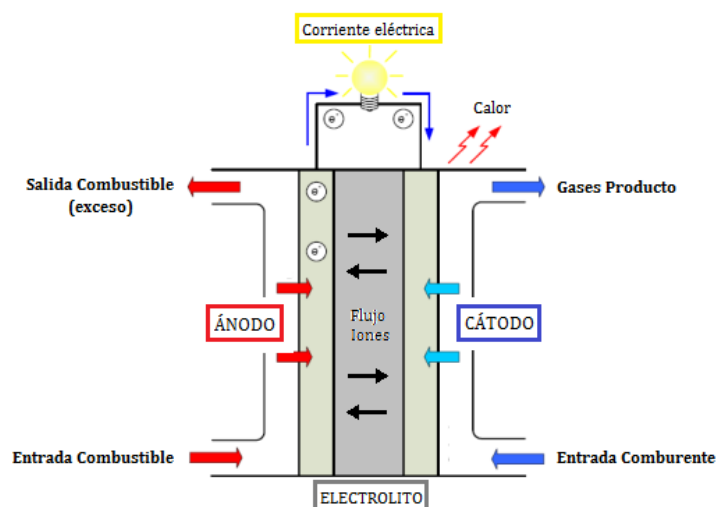 Corriente eléctrica
e-
e-
Calor
Salida Combustible
(exceso)
e-
Gases Producto
e-
ÁNODO
Flujo
Iones
CÁTODO
Entrada Combustible
Entrada Comburente
ELECTROLITO